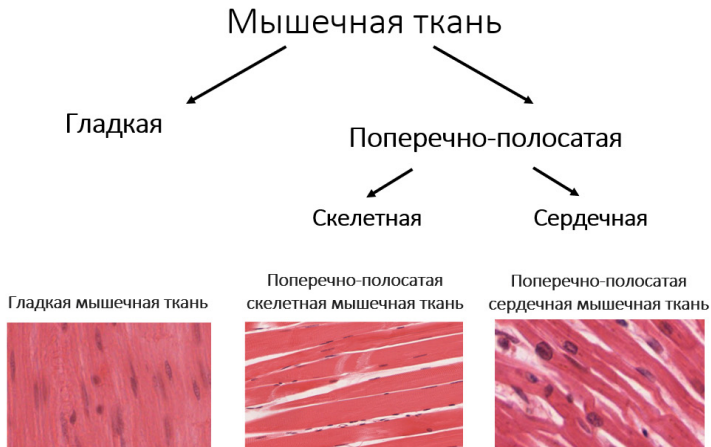 Мышечная ткань
Гладкая
Поперечно-полосатая
Скелетная
Сердечная
Гладкая мышечная ткань
Поперечно-полосатая
скелетная мышечная ткань
Поперечно-полосатая
сердечная мышечная ткань